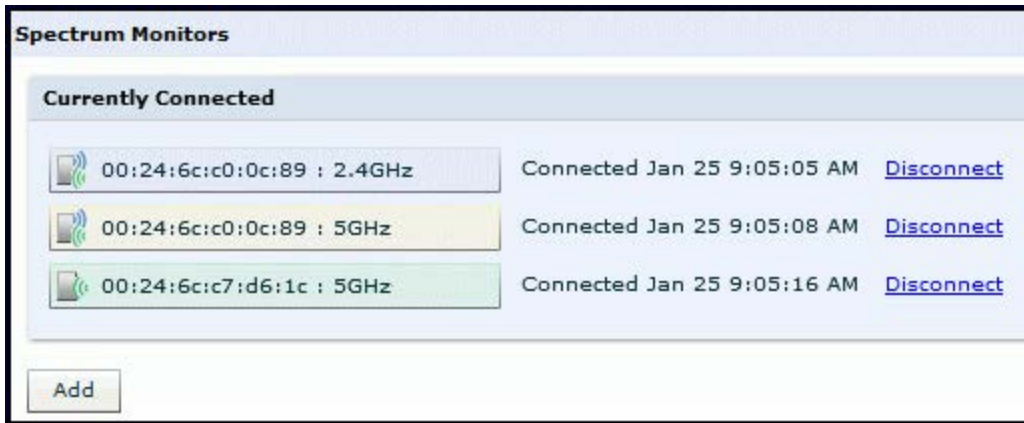 Spectrum Monitors
Currently Connected
00:24:6c:c0:0c:89 : 2.4GHz Connected Jan 25 9:05:05 AM Disconnect
00:24:6c:c0:0c:89 : 5GHz Connected Jan 25 9:05:08 AM Disconnect
00:24:6c:c7:d6:1c : 5GHz Connected Jan 25 9:05:16 AM Disconnect
Add